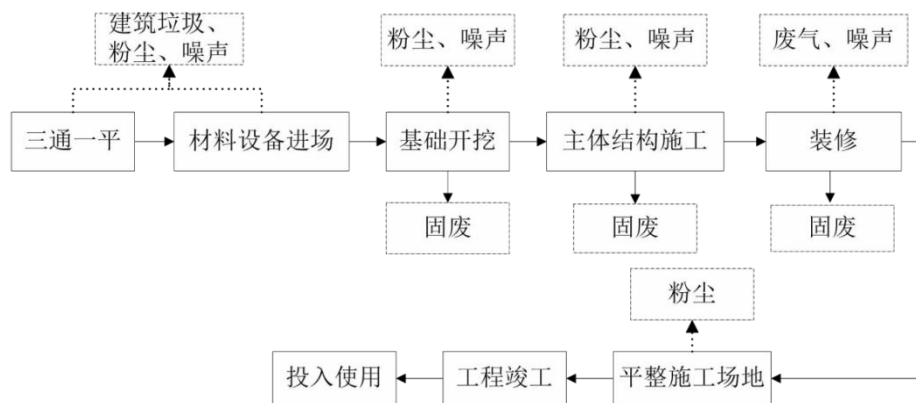 建筑垃圾、
粉尘、噪声
粉尘、噪声
粉尘、噪声
废气、噪声
三通一平
材料设备进场
基础开挖
主体结构施工
装修
固废
固废
固废
粉尘
投入使用
工程竣工
平整施工场地